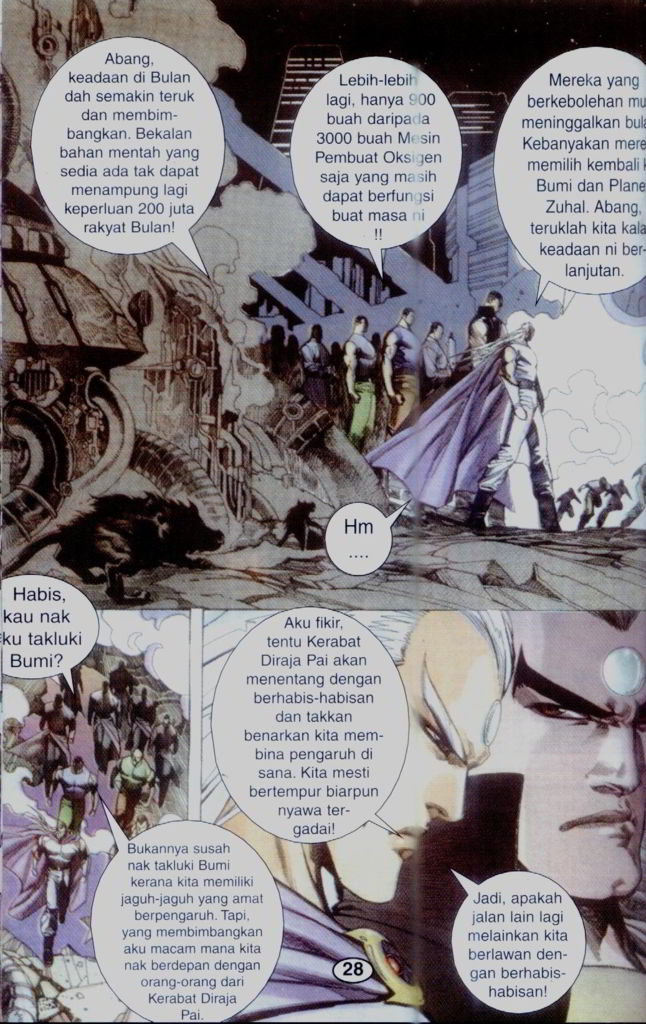 Abang,
keadaan di Bulan
dah semakin teruk
dan membim-
bangkan. Bekalan
bahan mentah yang
sedia ada tak dapat
menampung lagi
keperluan 200 juta
rakyat Bulan!
Lebih-lebih
lagi, hanya 900
buah daripada
3000 buah Mesin
Pembuat Oksigen
saja yang masih
dapat berfungsi
buat masa ni
!!
Mereka yang
berkebolehan mu
meninggalkan bul
Kebanyakan mere
memilih kembali k
Bumi dan Plane
Zuhal. Abang,
teruklah kita kala
keadaan ni ber-
lanjutan.
Hm
....
Habis,
kau nak
ku takluki
Bumi?
Bukannya susah
nak takluki Bumi
kerana kita memiliki
jaguh-jaguh yang amat
berpengaruh. Tapi,
yang membimbangkan
aku macam mana kita
nak berdepan dengan
orang-orang dari
Kerabat Diraja
Pai.
Aku fikir,
tentu Kerabat
Diraja Pai akan
menentang dengan
berhabis-habisan
dan takkan
benarkan kita mem-
bina pengaruh di
sana. Kita mesti
bertempur biarpun
nyawa ter-
gadai!
Jadi, apakah
jalan lain lagi
melainkan kita
berlawan den-
gan berhabis-
habisan!
28